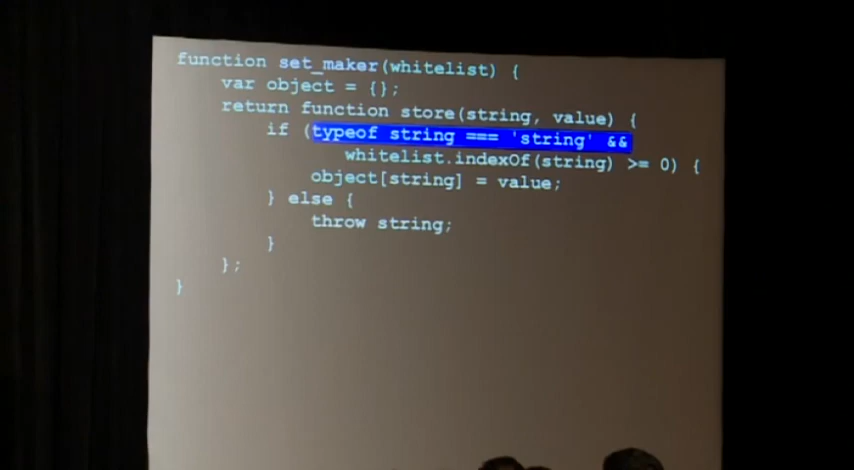 function set_maker(whitelist) {
    var object = {};
    return function store(string, value) {
        if (typeof string === 'string' &&
               whitelist.indexOf(string) >= 0) {
            object[string] = value;
        } else {
            throw string;
        }
    };
}